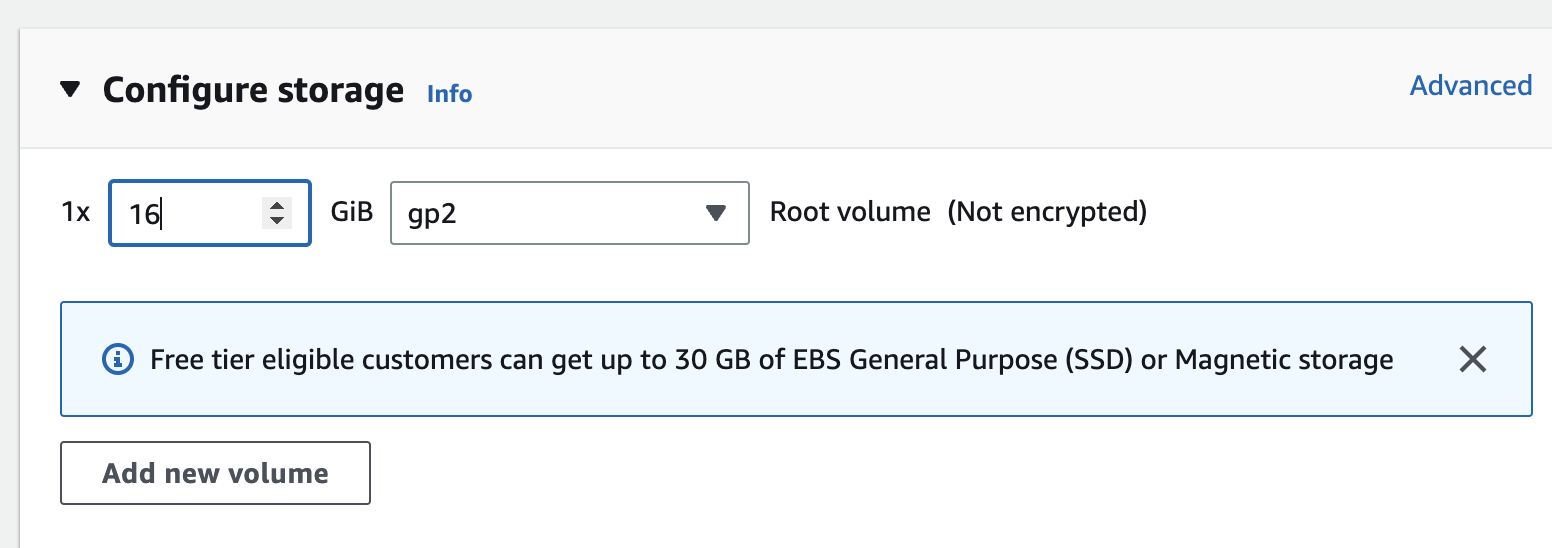 Configure storage Info Advanced
1x 16 GiB gp2 Root volume (Not encrypted)
Free tier eligible customers can get up to 30 GB of EBS General Purpose (SSD) or Magnetic storage
Add new volume